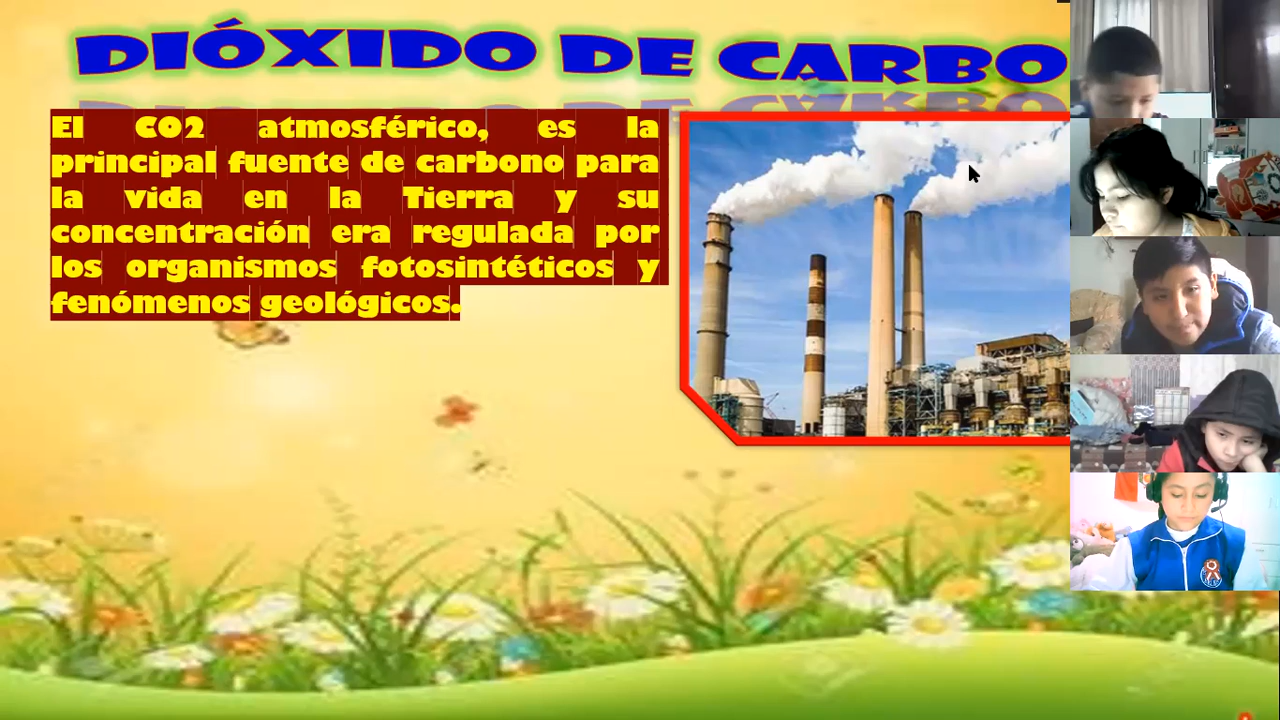 DIÓXIDO DE CARBO
El CO2 atmosférico, es la
principal fuente de carbono para
la vida en la Tierra y su
concentración era regulada por
los organismos fotosintéticos y
fenómenos geológicos.